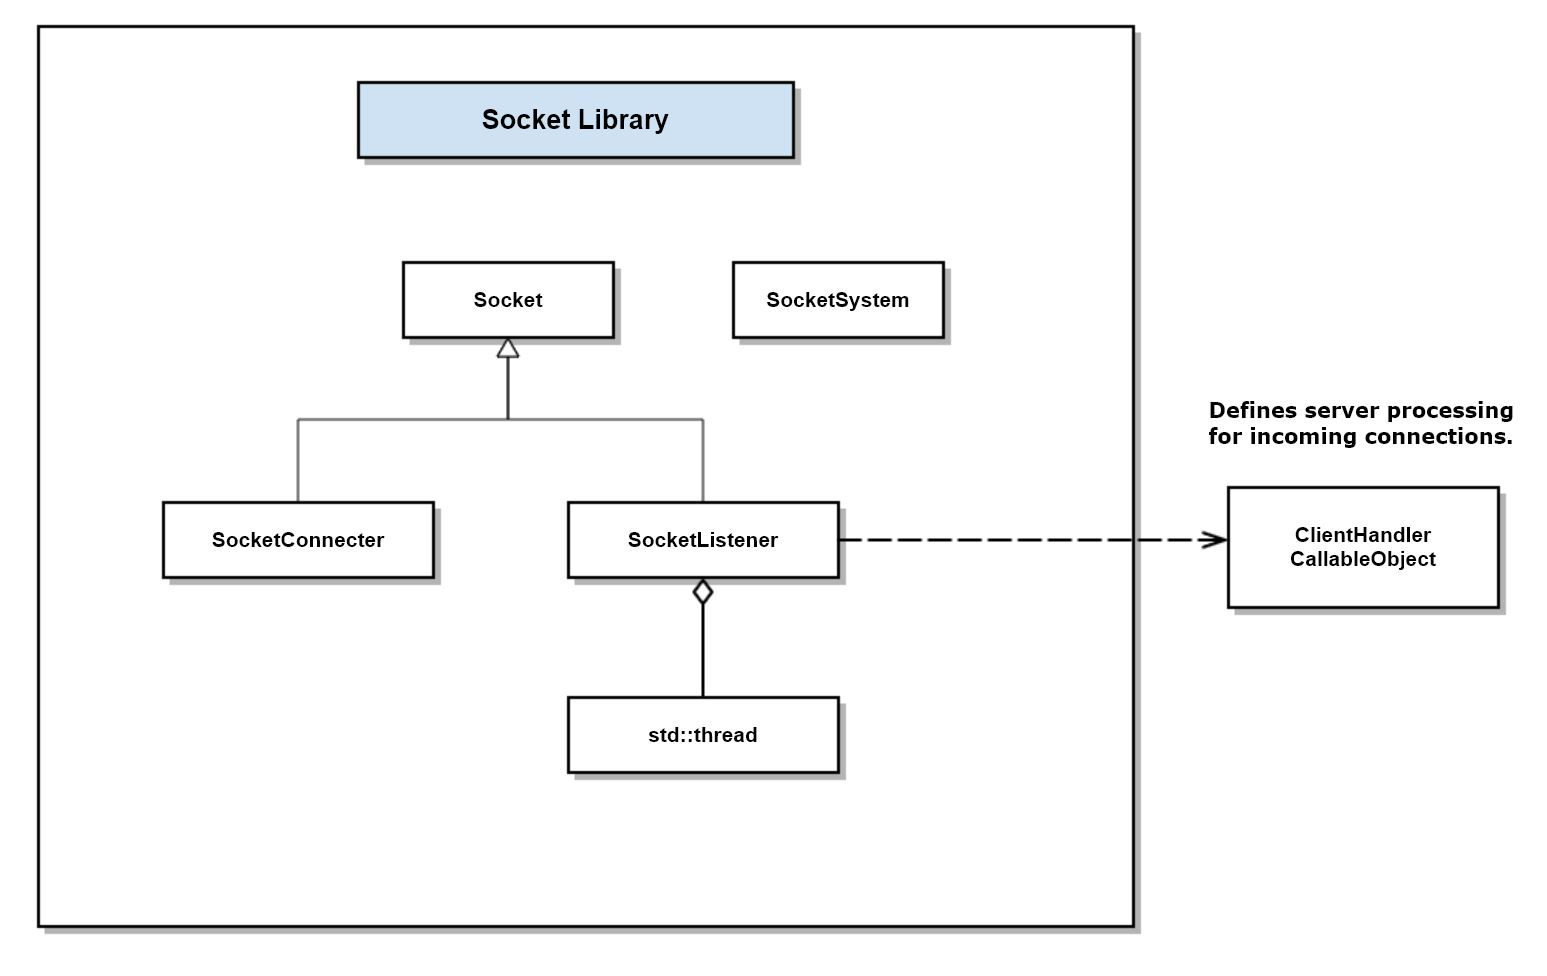 Socket Library
Socket
SocketSystem
Defines server processing
for incoming connections.
SocketConnecter
SocketListener
ClientHandler
CallableObject
std::thread